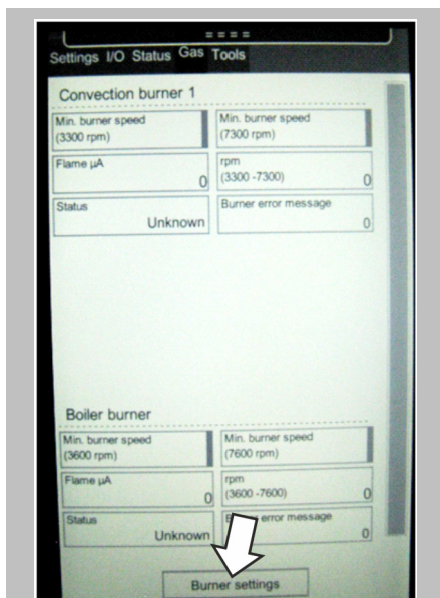 Settings I/O Status Gas Tools
Convection burner 1
Min. burner speed
(3300 rpm)
Min. burner speed
(7300 rpm)
Flame µA
0
rpm
(3300 -7300)
0
Status
Unknown
Burner error message
0
Boiler burner
Min. burner speed
(3600 rpm)
Min. burner speed
(7600 rpm)
Flame µA
0
rpm
(3600 -7600)
0
Status
Unknown
error message
0
Burner settings